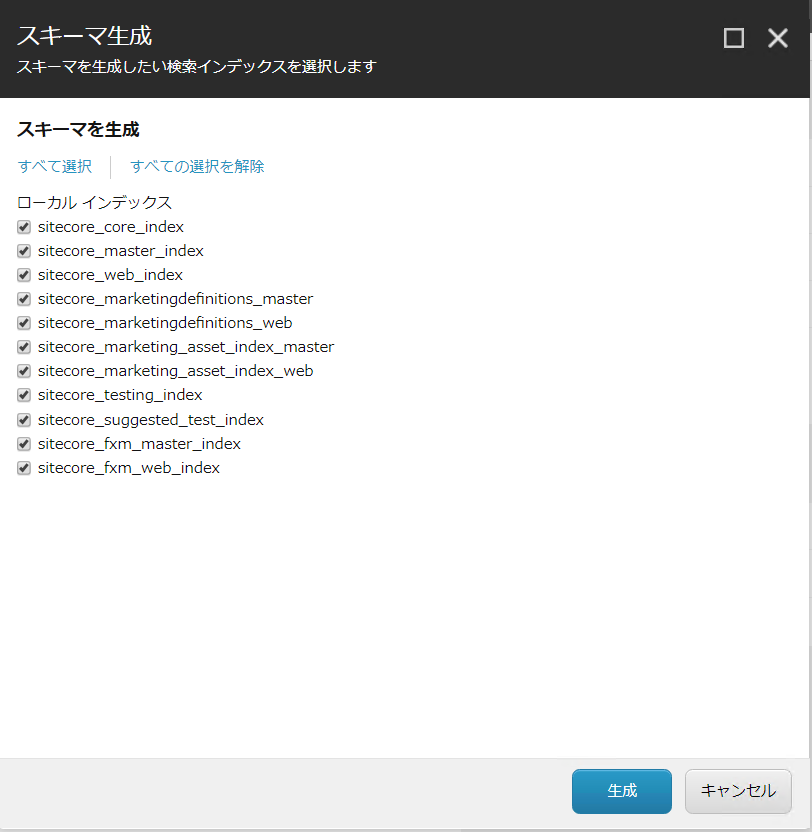 スキーマ生成
スキーマを生成したい検索インデックスを選択します
スキーマを生成
すべて選択 すべての選択を解除
ローカル インデックス
sitecore_core_index
sitecore_master_index
sitecore_web_index
sitecore_marketingdefinitions_master
sitecore_marketingdefinitions_web
sitecore_marketing_asset_index_master
sitecore_marketing_asset_index_web
sitecore_testing_index
sitecore_suggested_test_index
sitecore_fxm_master_index
sitecore_fxm_web_index
生成 キャンセル